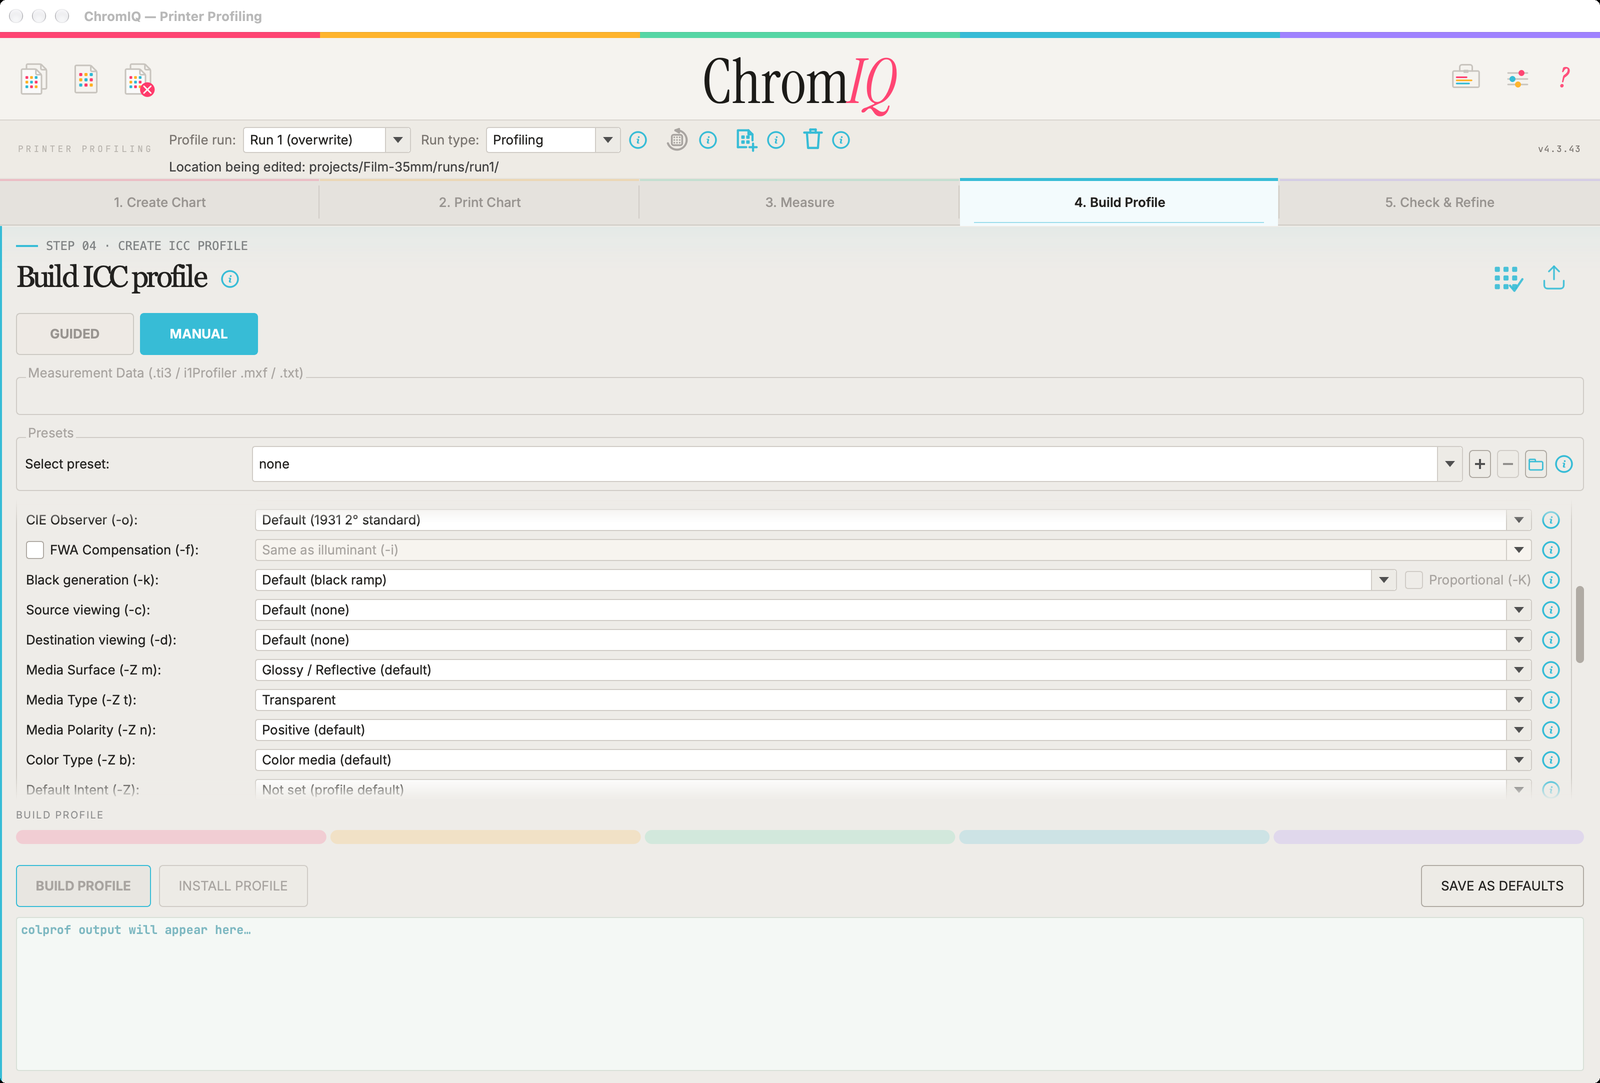 ChromIQ — Printer Profiling
ChromIQ
?
PRINTER PROFILING
Profile run: Run 1 (overwrite) Run type: Profiling
Location being edited: projects/Film-35mm/runs/run1/
v4.3.43
1. Create Chart
2. Print Chart
3. Measure
4. Build Profile
5. Check & Refine
STEP 04 · CREATE ICC PROFILE
Build ICC profile
GUIDED MANUAL
Measurement Data (.ti3 / i1Profiler .mxf / .txt)
Presets
Select preset: none
CIE Observer (-o): Default (1931 2° standard)
FWA Compensation (-f): Same as illuminant (-i)
Black generation (-k): Default (black ramp) Proportional (-K)
Source viewing (-c): Default (none)
Destination viewing (-d): Default (none)
Media Surface (-Z m): Glossy / Reflective (default)
Media Type (-Z t): Transparent
Media Polarity (-Z n): Positive (default)
Color Type (-Z b): Color media (default)
Default Intent (-Z): Not set (profile default)
BUILD PROFILE
BUILD PROFILE INSTALL PROFILE SAVE AS DEFAULTS
colprof output will appear here…